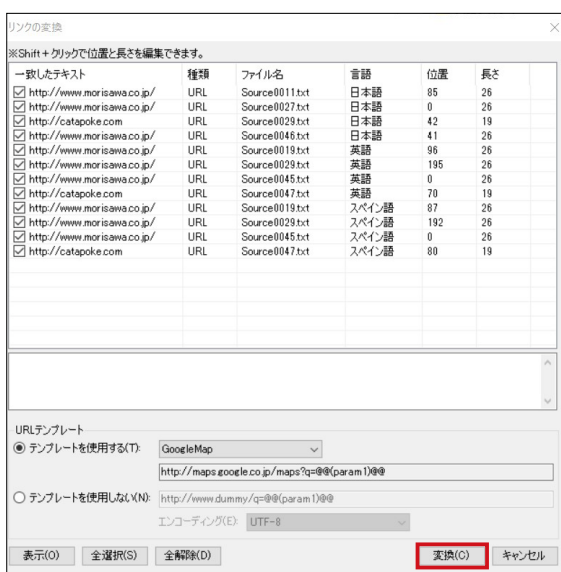 リンクの変換
※Shift+クリックで位置と長さを編集できます。
一致したテキスト 種類 ファイル名 言語 位置 長さ
http://www.morisawa.co.jp/ URL Source0011.txt 日本語 85 26
http://www.morisawa.co.jp/ URL Source0027.txt 日本語 0 26
http://catapoke.com URL Source0029.txt 日本語 42 19
http://www.morisawa.co.jp/ URL Source0046.txt 日本語 41 26
http://www.morisawa.co.jp/ URL Source0019.txt 英語 96 26
http://www.morisawa.co.jp/ URL Source0029.txt 英語 195 26
http://www.morisawa.co.jp/ URL Source0045.txt 英語 0 26
http://catapoke.com URL Source0047.txt 英語 70 19
http://www.morisawa.co.jp/ URL Source0019.txt スペイン語 87 26
http://www.morisawa.co.jp/ URL Source0029.txt スペイン語 192 26
http://www.morisawa.co.jp/ URL Source0045.txt スペイン語 0 26
http://catapoke.com URL Source0047.txt スペイン語 80 19
URLテンプレート
テンプレートを使用する(T): GoogleMap
http://maps.google.co.jp/maps?q=@@(param1)@@
テンプレートを使用しない(N): http://www.dummy/q=@@(param1)@@
エンコーディング(E): UTF-8
表示(O) 全選択(S) 全解除(D) 変換(C) キャンセル